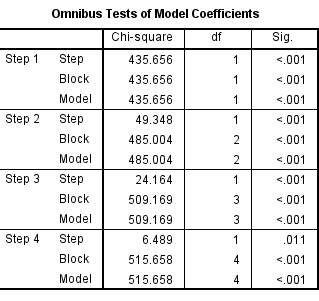 Omnibus Tests of Model Coefficients
Chi-square df Sig.
Step 1 Step 435.656 1 <.001
Block 435.656 1 <.001
Model 435.656 1 <.001
Step 2 Step 49.348 1 <.001
Block 485.004 2 <.001
Model 485.004 2 <.001
Step 3 Step 24.164 1 <.001
Block 509.169 3 <.001
Model 509.169 3 <.001
Step 4 Step 6.489 1 .011
Block 515.658 4 <.001
Model 515.658 4 <.001